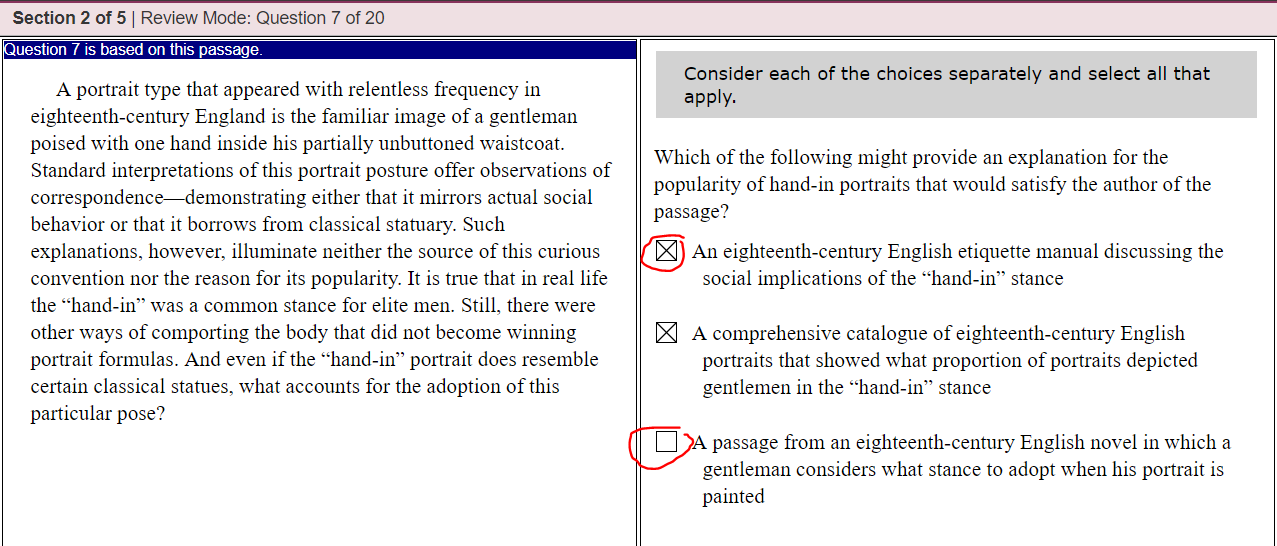 Section 2 of 5 | Review Mode: Question 7 of 20
Question 7 is based on this passage.
A portrait type that appeared with relentless frequency in
eighteenth-century England is the familiar image of a gentleman
poised with one hand inside his partially unbuttoned waistcoat.
Standard interpretations of this portrait posture offer observations of
correspondence—demonstrating either that it mirrors actual social
behavior or that it borrows from classical statuary. Such
explanations, however, illuminate neither the source of this curious
convention nor the reason for its popularity. It is true that in real life
the “hand-in” was a common stance for elite men. Still, there were
other ways of comporting the body that did not become winning
portrait formulas. And even if the “hand-in” portrait does resemble
certain classical statues, what accounts for the adoption of this
particular pose?
Consider each of the choices separately and select all that
apply.
Which of the following might provide an explanation for the
popularity of hand-in portraits that would satisfy the author of the
passage?
An eighteenth-century English etiquette manual discussing the
social implications of the “hand-in” stance
A comprehensive catalogue of eighteenth-century English
portraits that showed what proportion of portraits depicted
gentlemen in the “hand-in” stance
A passage from an eighteenth-century English novel in which a
gentleman considers what stance to adopt when his portrait is
painted